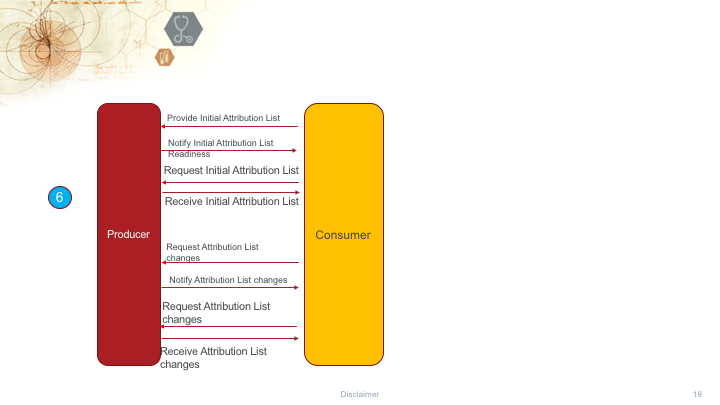 Provide Initial Attribution List
Notify Initial Attribution List
Readiness
Request Initial Attribution List
6
Receive Initial Attribution List
Producer
Consumer
Request Attribution List
changes
Notify Attribution List changes
Request Attribution List
changes
Receive Attribution List
changes
Disclaimer
19